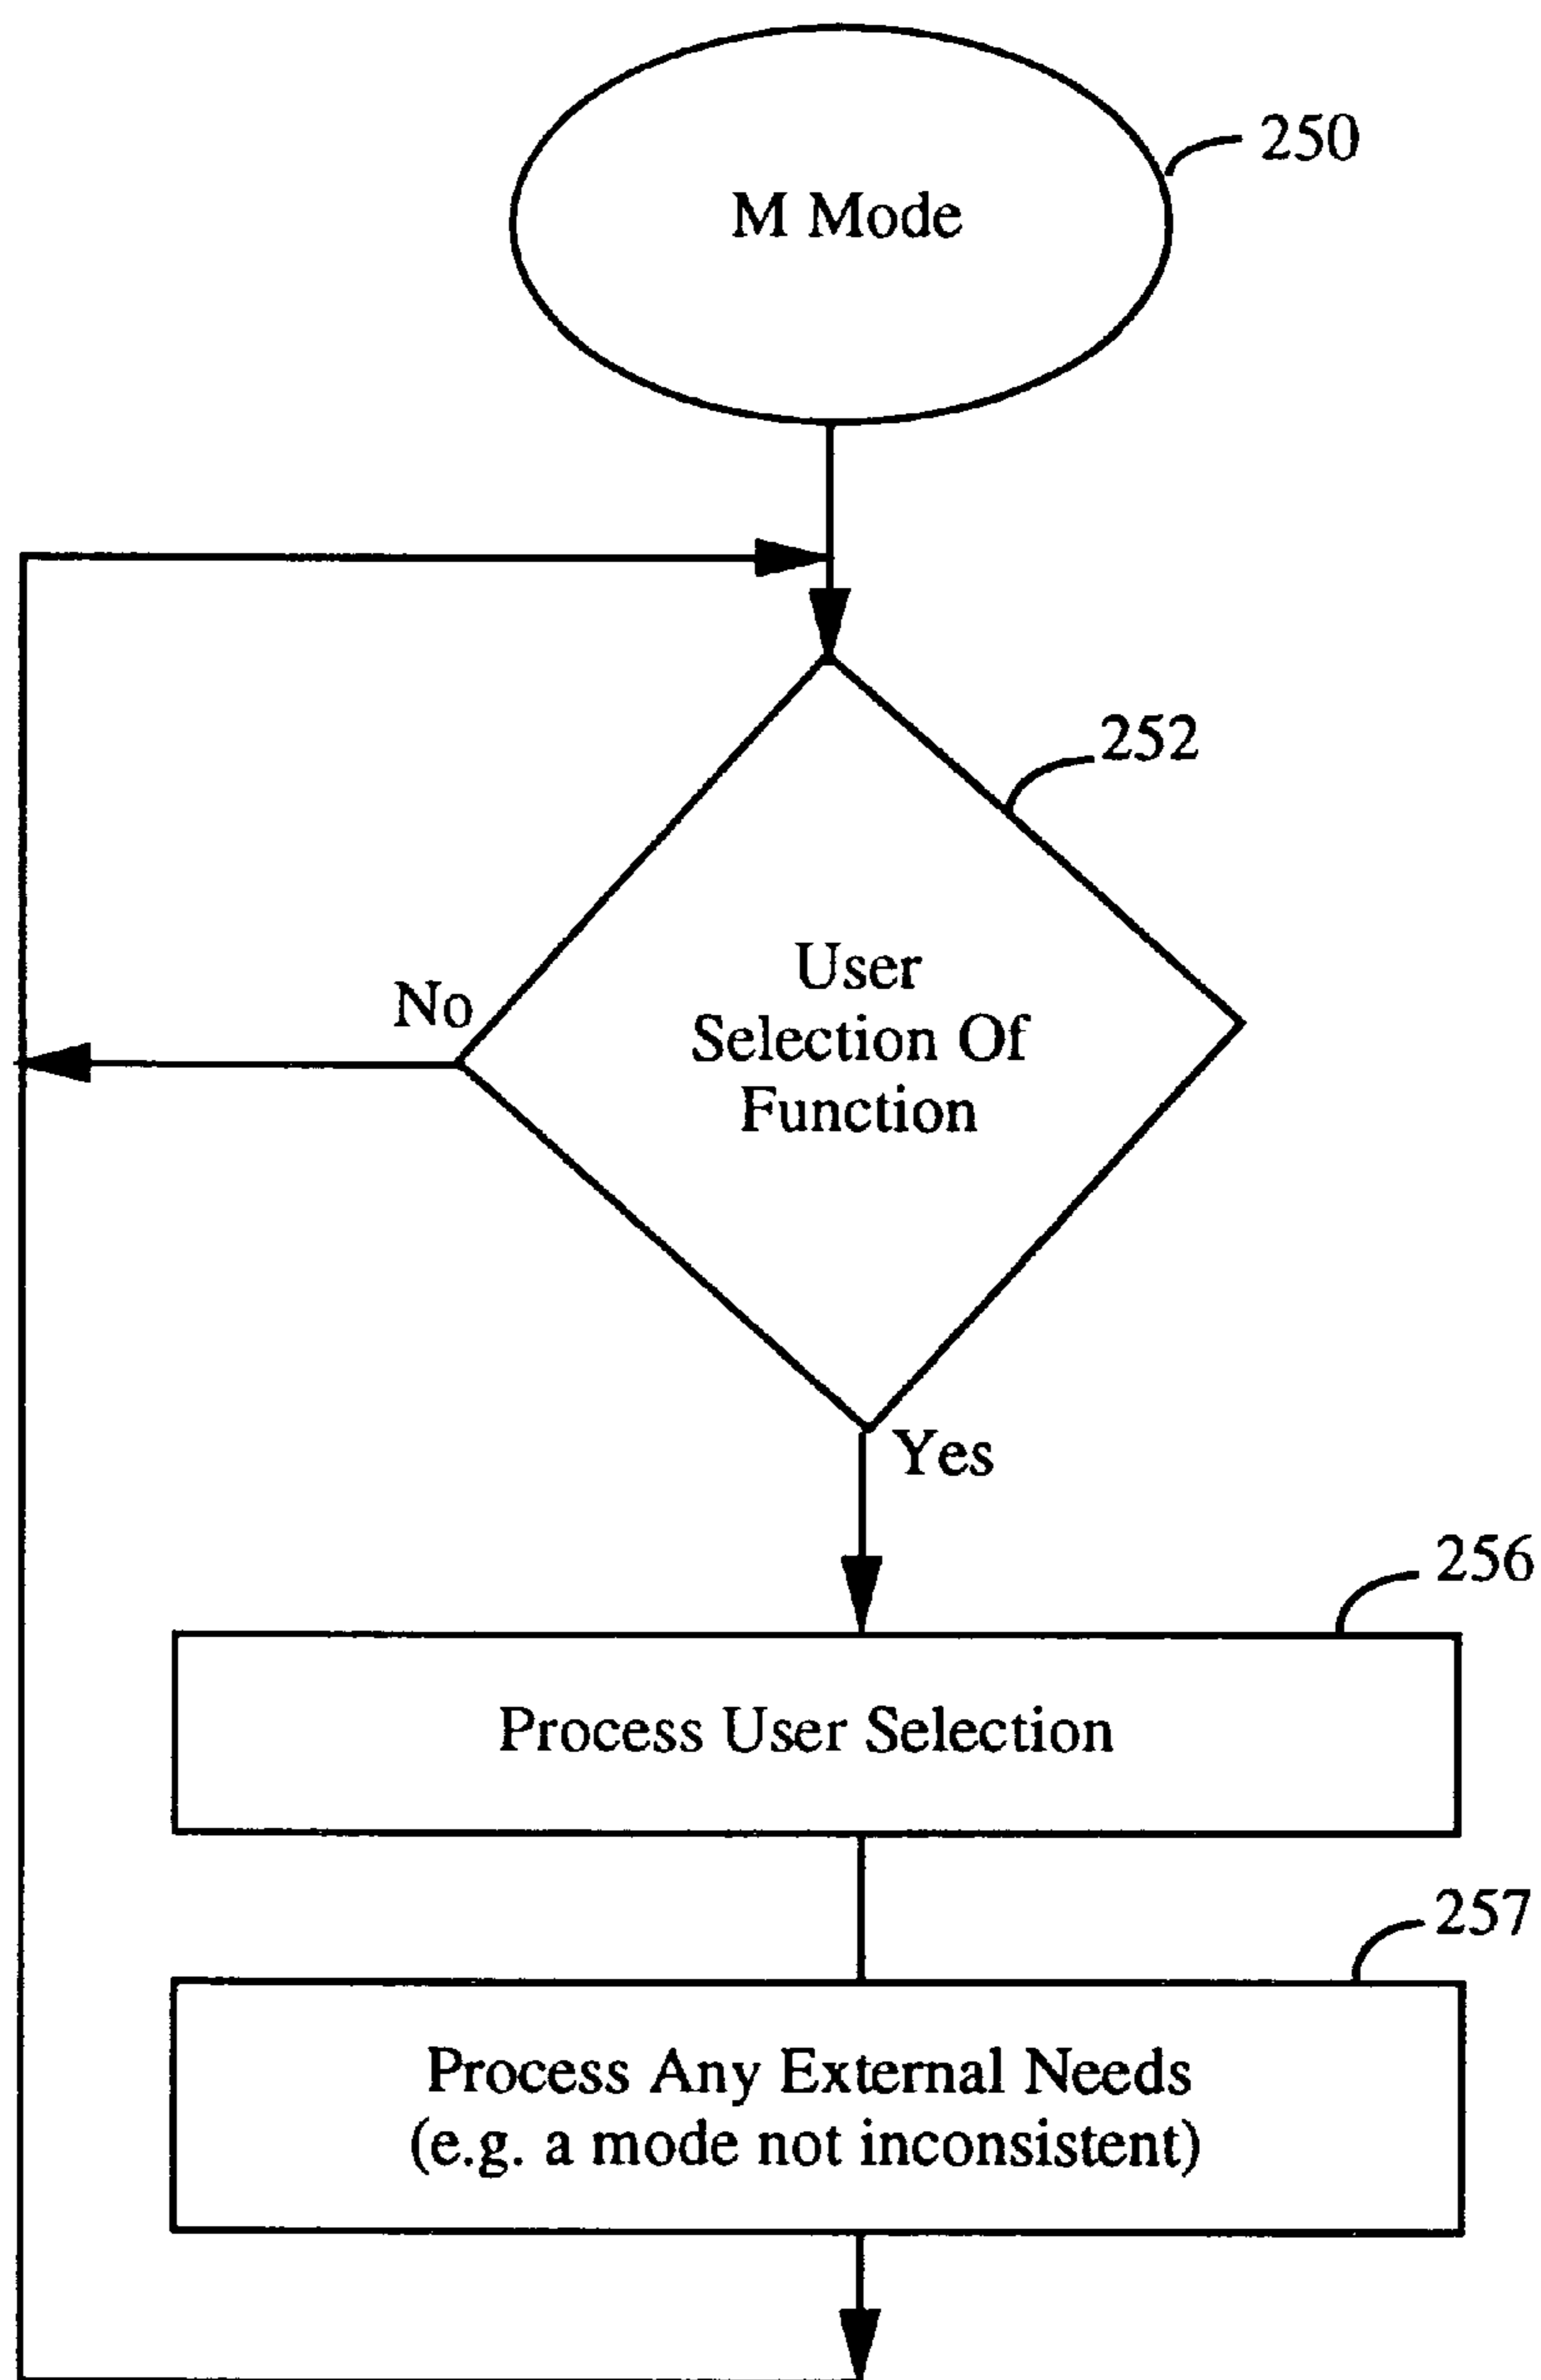 250
M Mode
252
User
Selection Of
Function
No
Yes
256
Process User Selection
257
Process Any External Needs
(e.g. a mode not inconsistent)